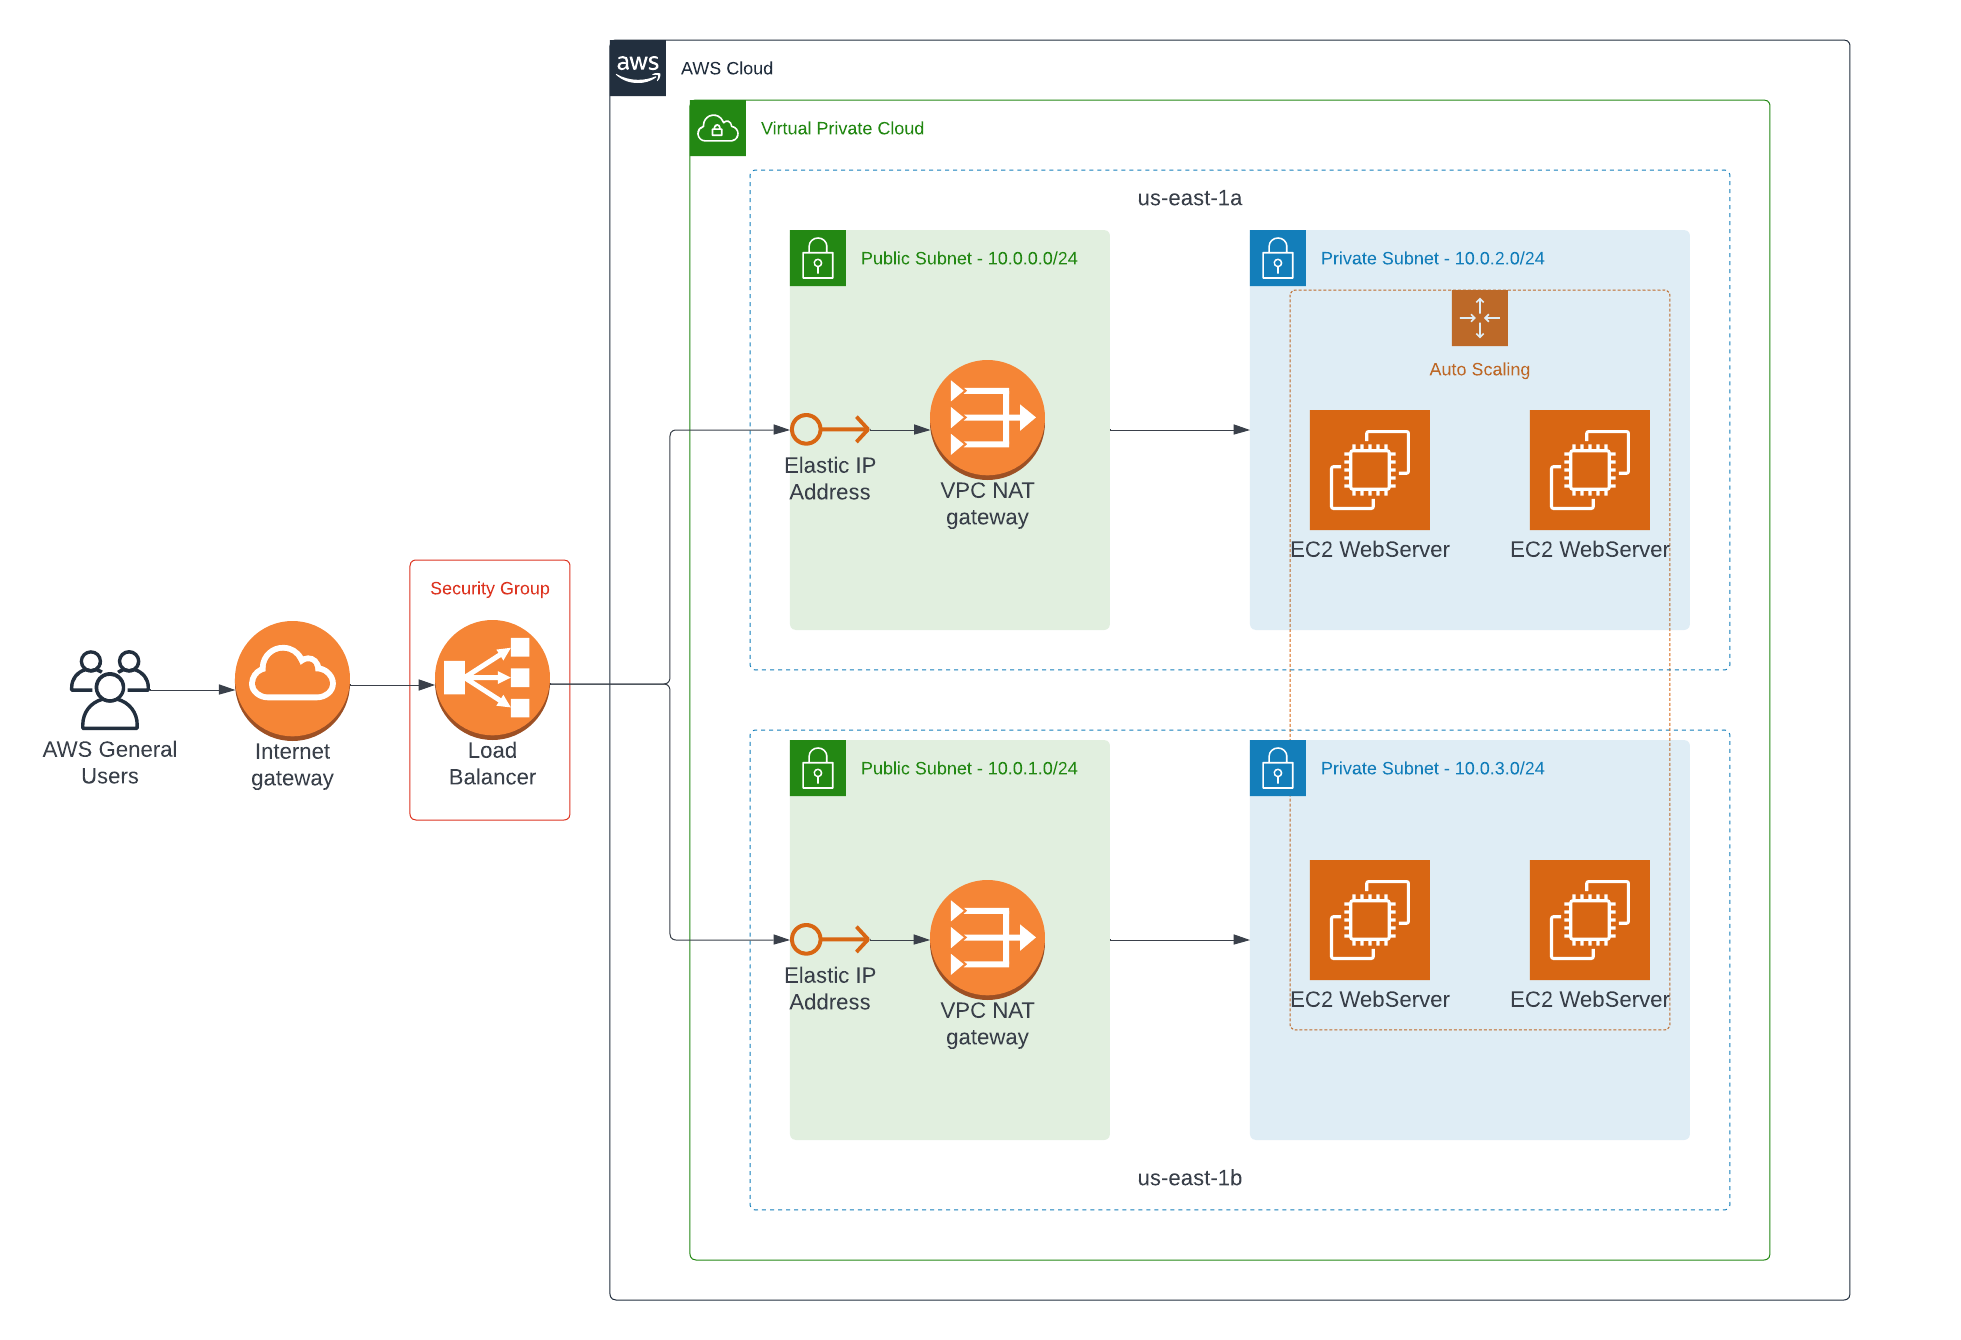 aws
AWS Cloud
Virtual Private Cloud
us-east-1a
Public Subnet - 10.0.0.0/24
Private Subnet - 10.0.2.0/24
Auto Scaling
Elastic IP
Address
VPC NAT
gateway
EC2 WebServer
EC2 WebServer
Security Group
AWS General
Users
Internet
gateway
Load
Balancer
Public Subnet - 10.0.1.0/24
Private Subnet - 10.0.3.0/24
Elastic IP
Address
VPC NAT
gateway
EC2 WebServer
EC2 WebServer
us-east-1b